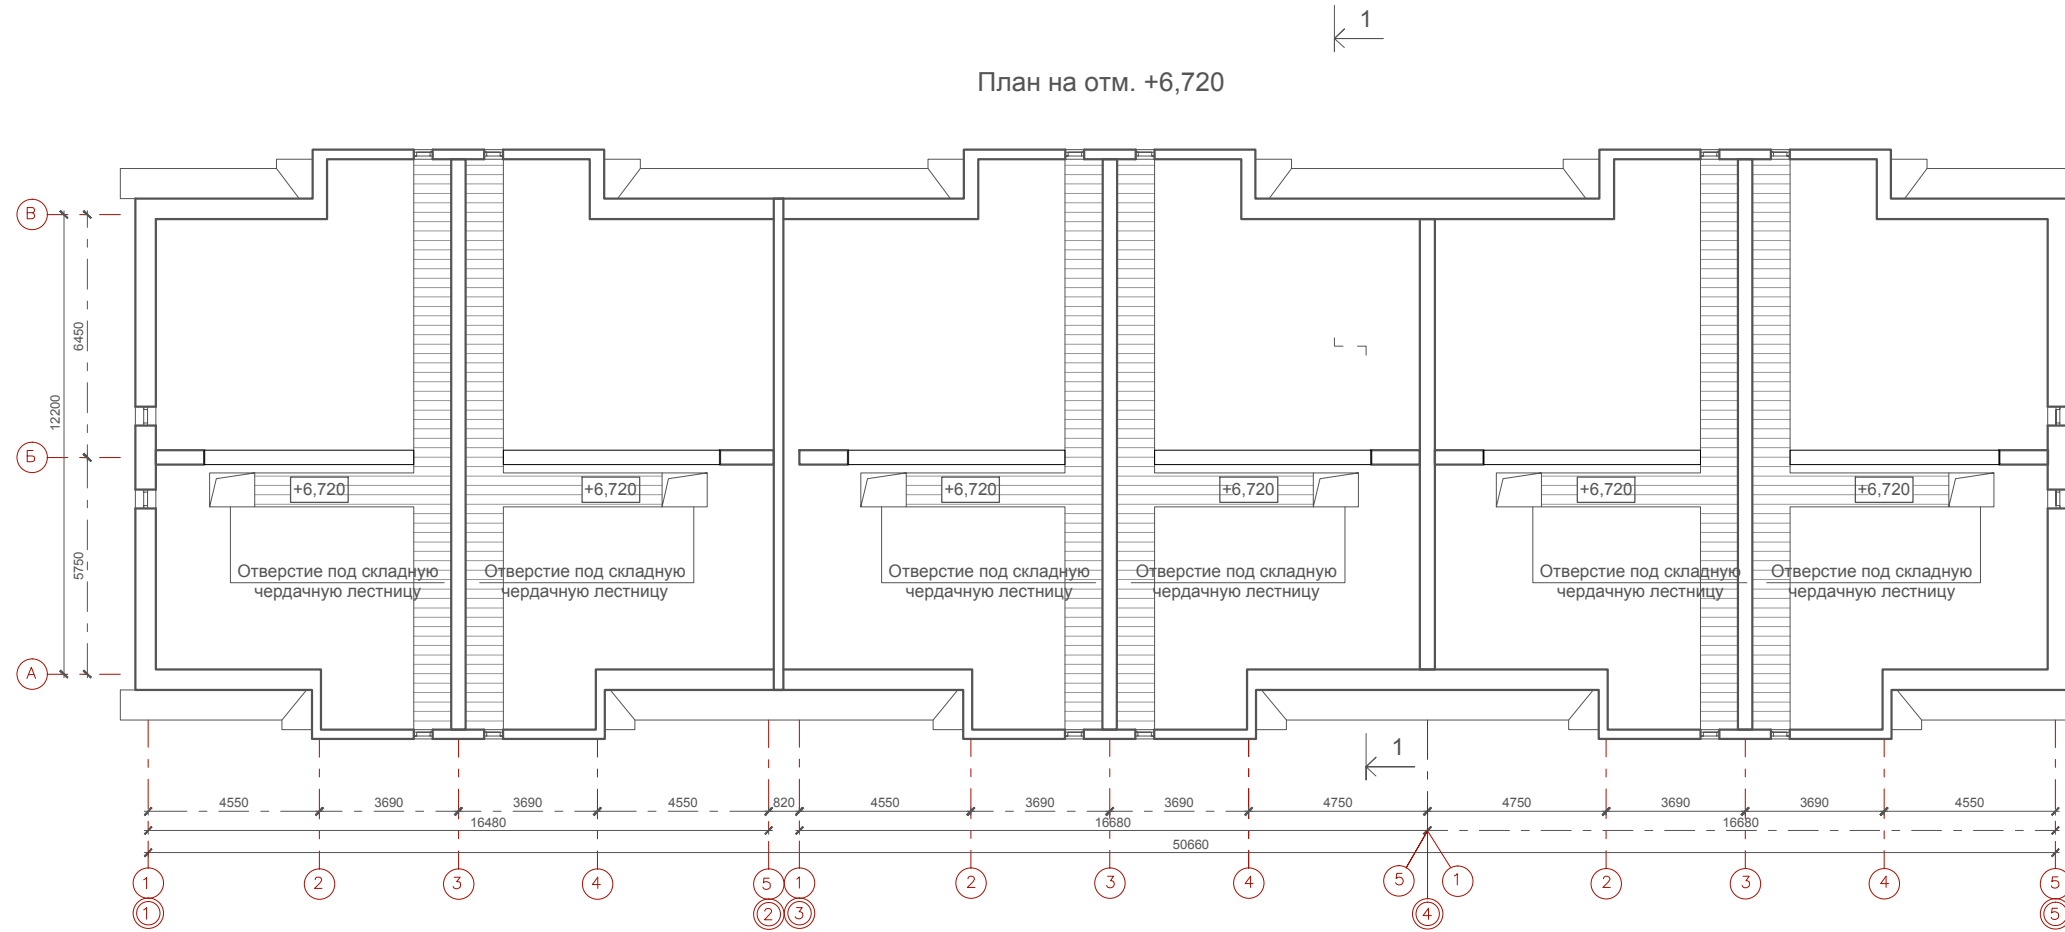 1
План на отм. +6,720
В
6450
12200
Б
+6,720
+6,720
+6,720
+6,720
+6,720
+6,720
5750
Отверстие под складную
чердачную лестницу
Отверстие под складную
чердачную лестницу
Отверстие под складную
чердачную лестницу
Отверстие под складную
чердачную лестницу
Отверстие под складную
чердачную лестницу
Отверстие под складную
чердачную лестницу
А
1
4550 3690 3690 4550 820 4550 3690 3690 4750 4750 3690 3690 4550
16480 16680 16680
50660
1 2 3 4 5 1 2 3 4 5 1 2 3 4 5
1 2 3 4 5